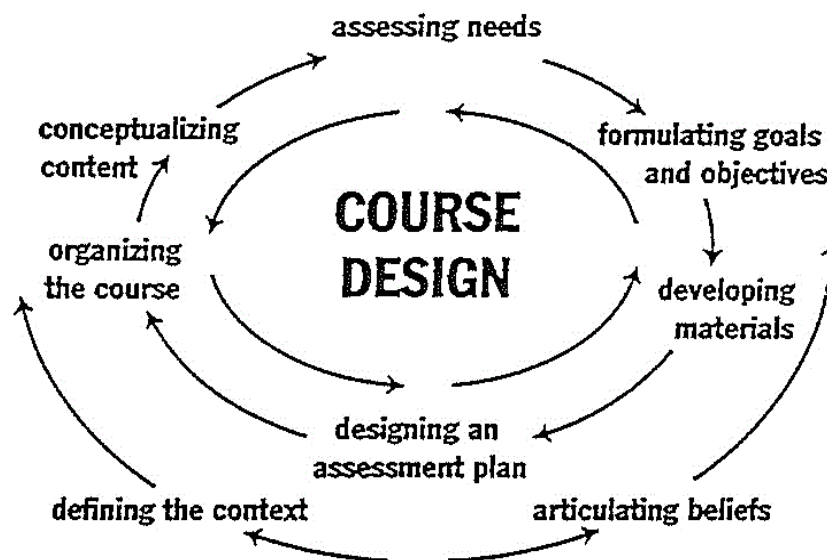 assessing needs
conceptualizing
content
formulating goals
and objectives
COURSE
DESIGN
organizing
the course
developing
materials
designing an
assessment plan
defining the context
articulating beliefs